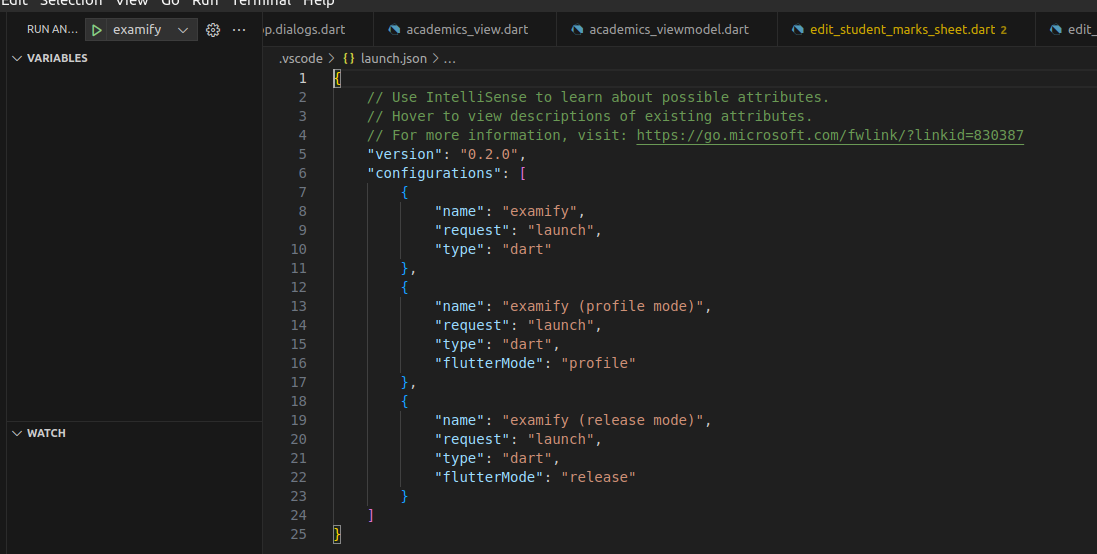 Edit Selection View Go Run Terminal Help
RUN AN... examify ...
op.dialogs.dart academics_view.dart academics_viewmodel.dart edit_student_marks_sheet.dart 2 edit_
VARIABLES
WATCH
.vscode > {} launch.json > ...
1 {
2 // Use IntelliSense to learn about possible attributes.
3 // Hover to view descriptions of existing attributes.
4 // For more information, visit: https://go.microsoft.com/fwlink/?linkid=830387
5 "version": "0.2.0",
6 "configurations": [
7 {
8 "name": "examify",
9 "request": "launch",
10 "type": "dart"
11 },
12 {
13 "name": "examify (profile mode)",
14 "request": "launch",
15 "type": "dart",
16 "flutterMode": "profile"
17 },
18 {
19 "name": "examify (release mode)",
20 "request": "launch",
21 "type": "dart",
22 "flutterMode": "release"
23 }
24 ]
25 }